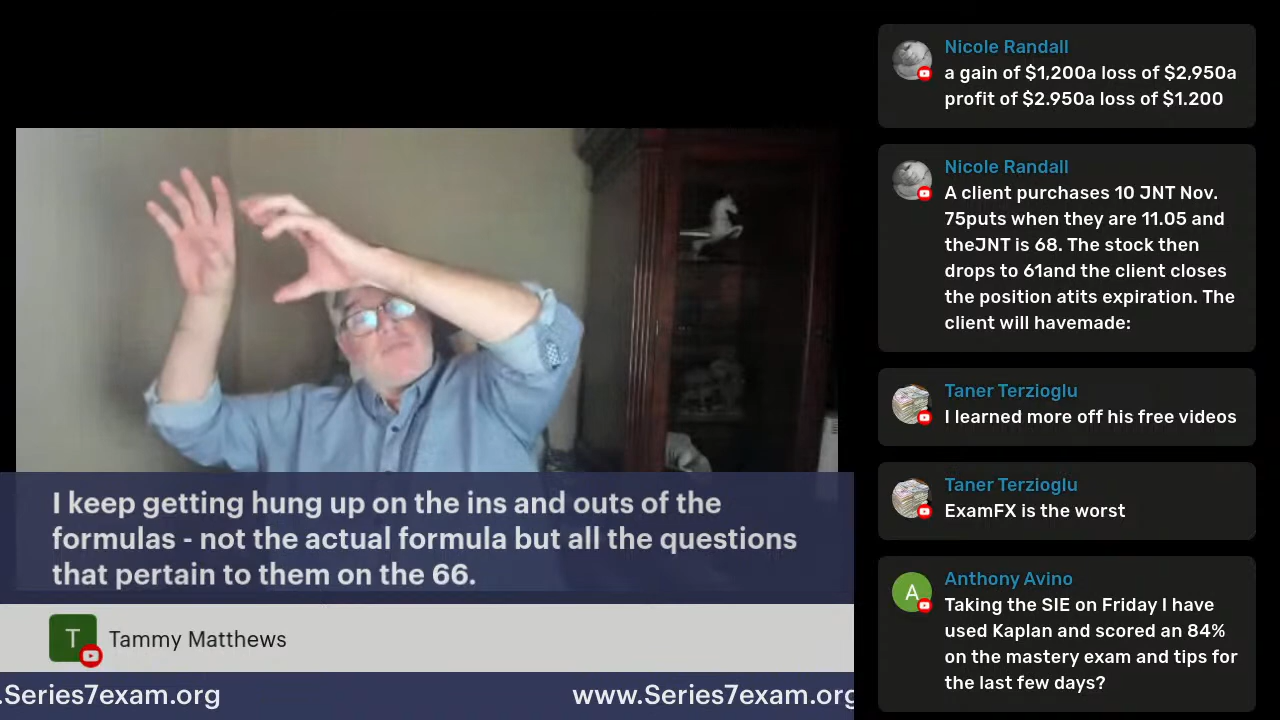 Nicole Randall
a gain of $1,200a loss of $2,950a
profit of $2.950a loss of $1.200
Nicole Randall
A client purchases 10 JNT Nov.
75puts when they are 11.05 and
theJNT is 68. The stock then
drops to 61and the client closes
the position atits expiration. The
client will havemade:
Taner Terzioglu
I learned more off his free videos
Taner Terzioglu
ExamFX is the worst
A
Anthony Avino
Taking the SIE on Friday I have
used Kaplan and scored an 84%
on the mastery exam and tips for
the last few days?
I keep getting hung up on the ins and outs of the
formulas - not the actual formula but all the questions
that pertain to them on the 66.
T
Tammy Matthews
.Series7exam.org
www.Series7exam.org